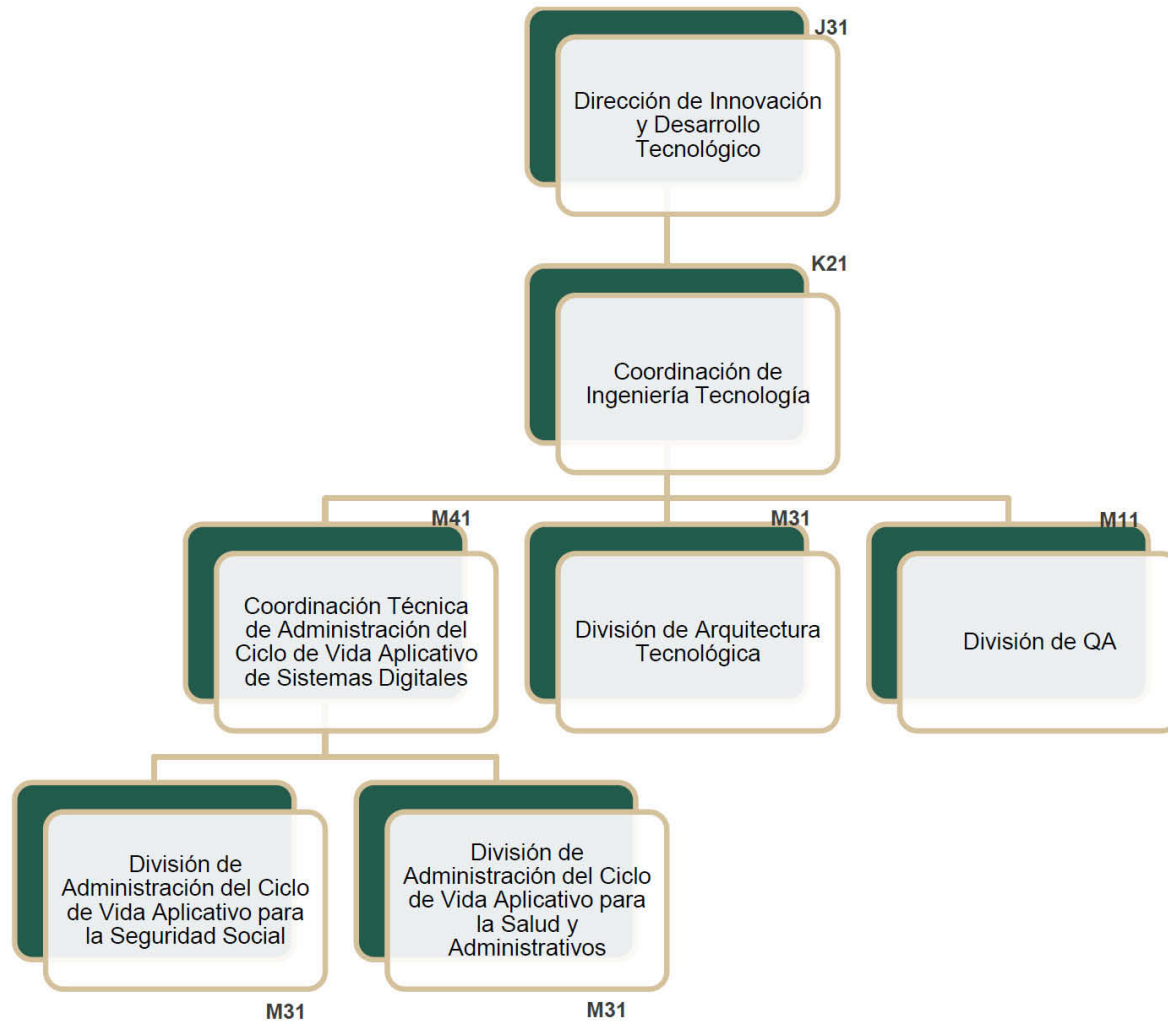 J31
Dirección de Innovación
y Desarrollo
Tecnológico
K21
Coordinación de
Ingeniería Tecnología
M41
Coordinación Técnica
de Administración del
Ciclo de Vida Aplicativo
de Sistemas Digitales
M31
División de Arquitectura
Tecnológica
M11
División de QA
División de
Administración del Ciclo
de Vida Aplicativo para
la Seguridad Social
M31
División de
Administración del Ciclo
de Vida Aplicativo para
la Salud y
Administrativos
M31